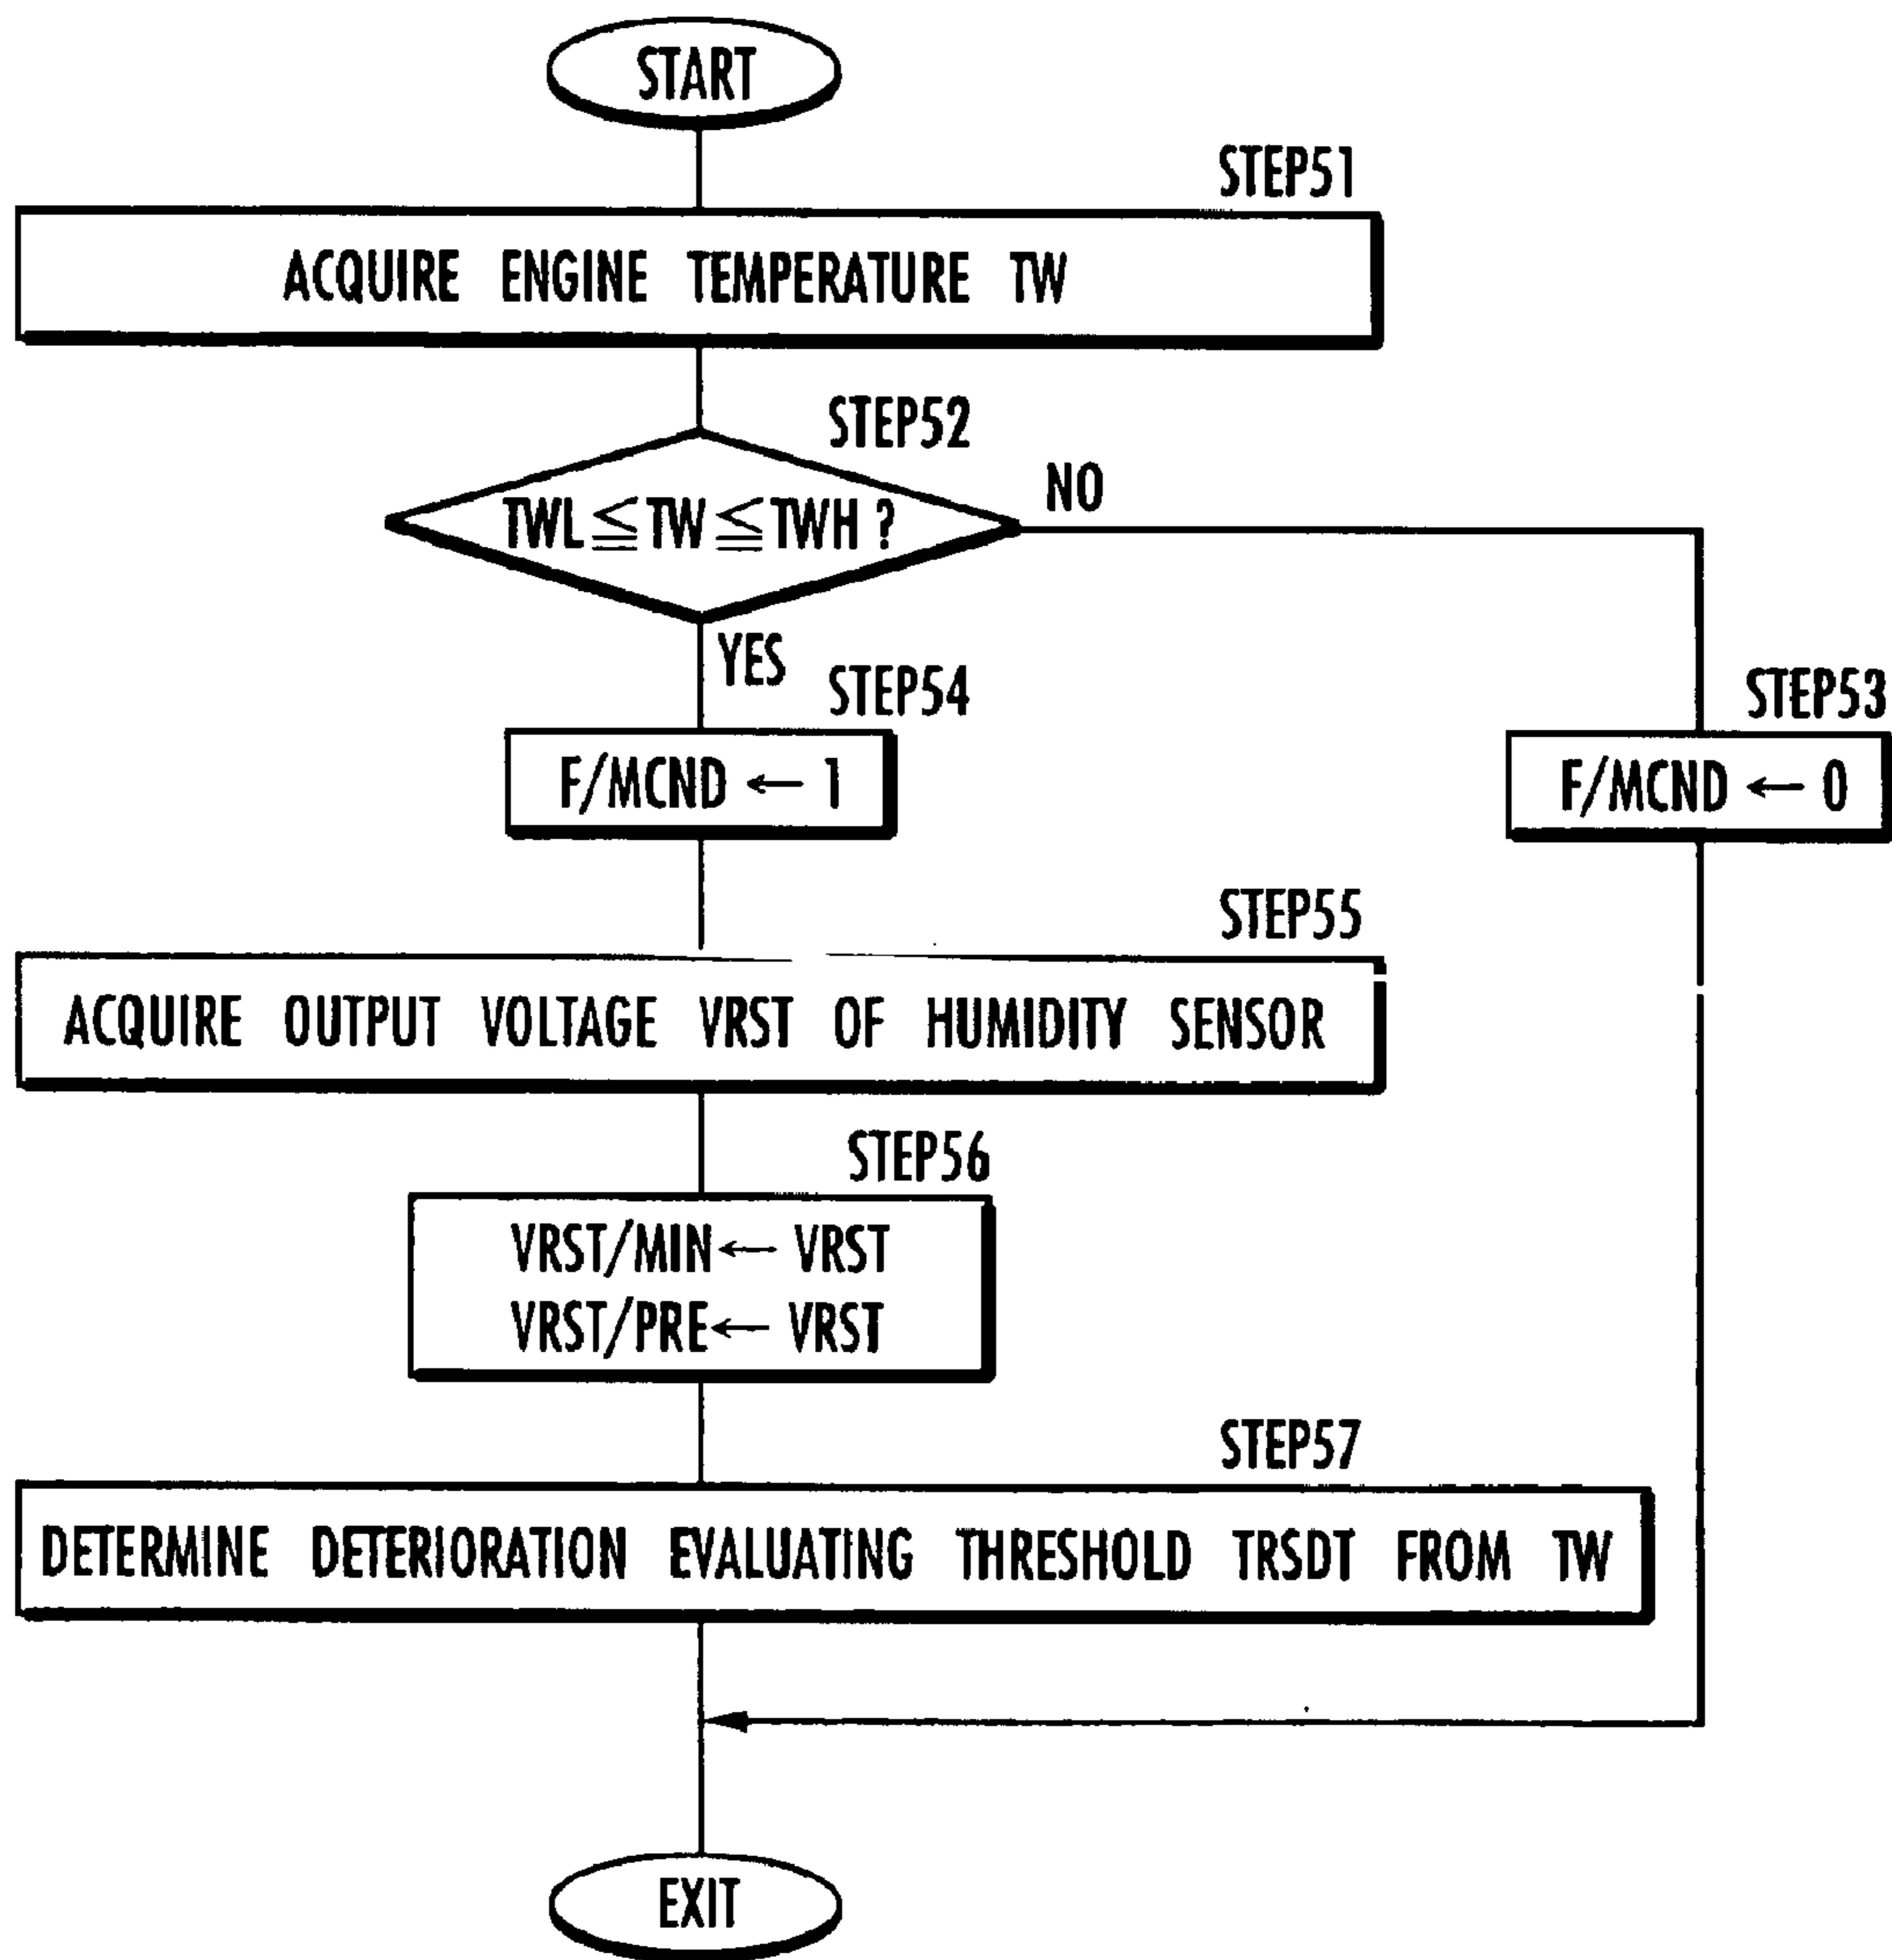 START
STEP51
ACQUIRE ENGINE TEMPERATURE TW
STEP52
TWL≦TW≦TWH?
NO
YES
STEP54
STEP53
F/MCND ← 1
F/MCND ← 0
STEP55
ACQUIRE OUTPUT VOLTAGE VRST OF HUMIDITY SENSOR
STEP56
VRST/MIN ← VRST
VRST/PRE ← VRST
STEP57
DETERMINE DETERIORATION EVALUATING THRESHOLD TRSDT FROM TW
EXIT